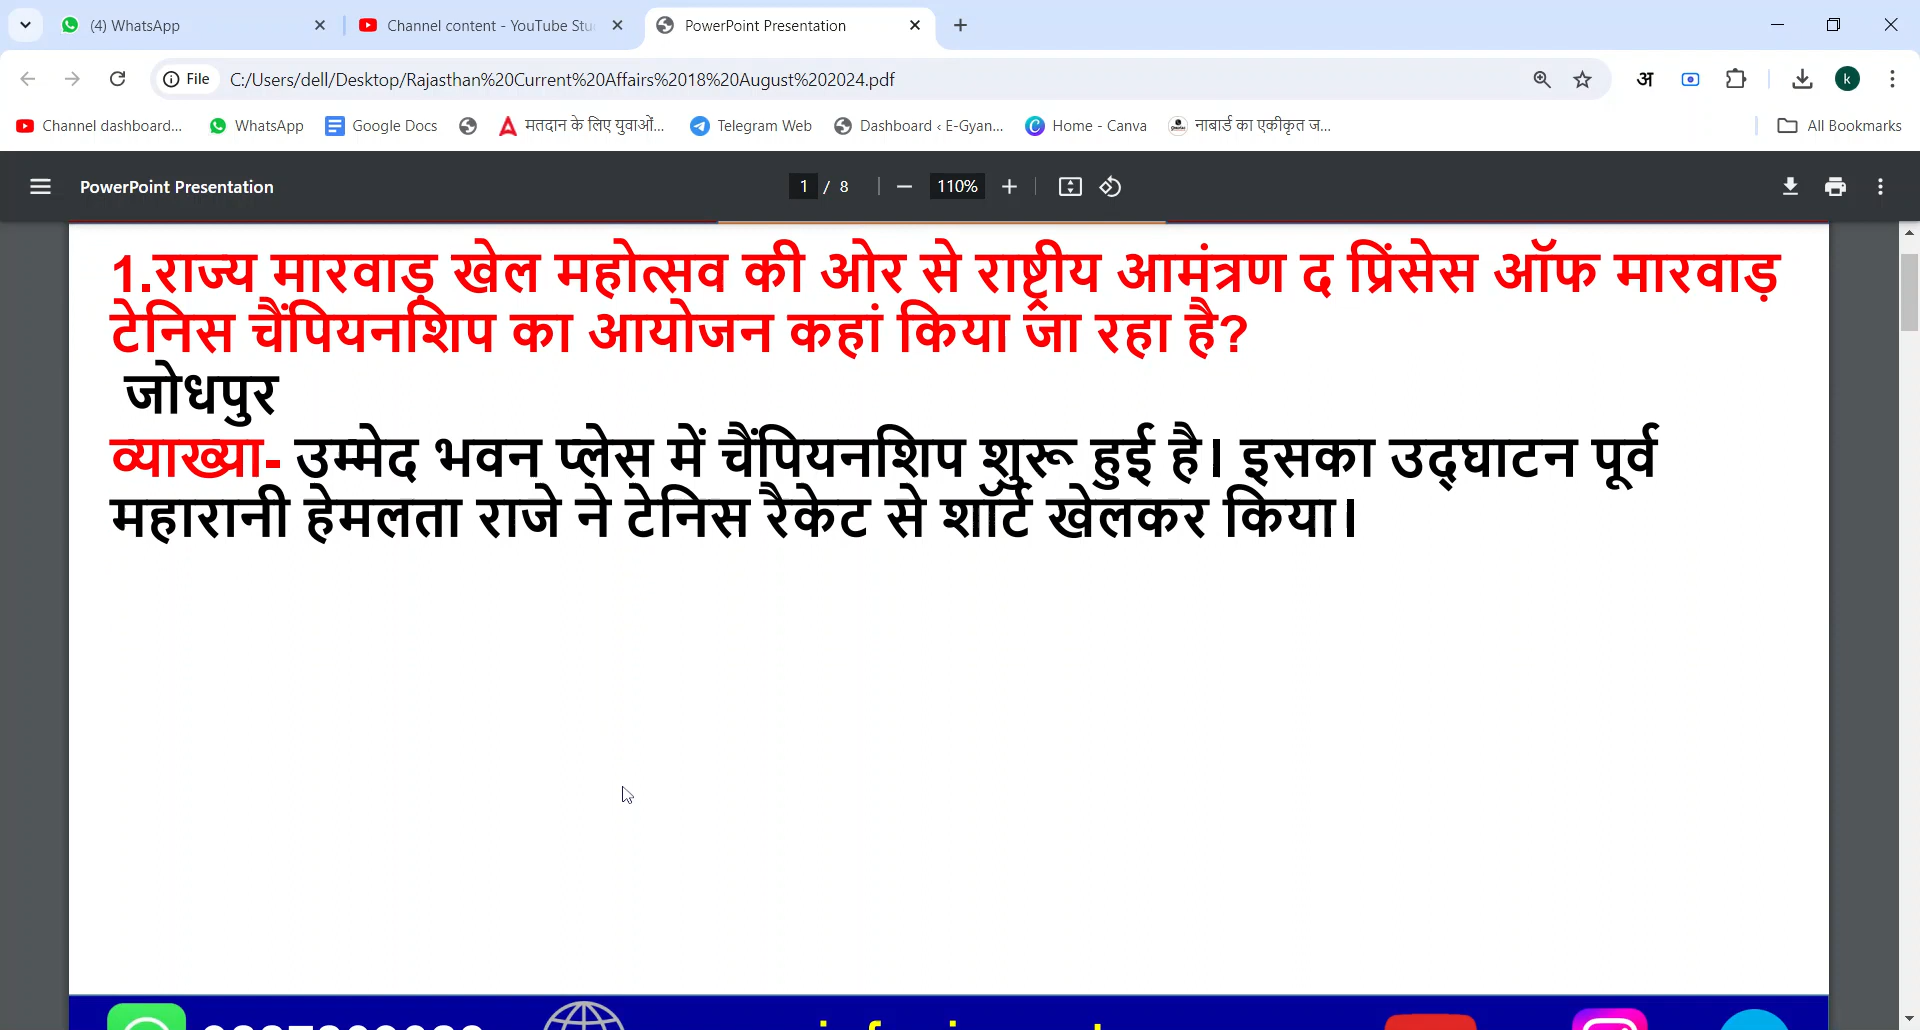 (4) WhatsApp
Channel content - YouTube Stu
PowerPoint Presentation
File C:/Users/dell/Desktop/Rajasthan%20Current%20Affairs%2018%20August%202024.pdf
अ
k
Channel dashboard... WhatsApp Google Docs मतदान के लिए युवाओं... Telegram Web Dashboard ‹ E-Gyan... Home - Canva नाबार्ड का एकीकृत ज... All Bookmarks
PowerPoint Presentation 1 / 8 110%
1.राज्य मारवाड़ खेल महोत्सव की ओर से राष्ट्रीय आमंत्रण द प्रिंसेस ऑफ मारवाड़
टेनिस चैंपियनशिप का आयोजन कहां किया जा रहा है?
जोधपुर
व्याख्या- उम्मेद भवन प्लेस में चैंपियनशिप शुरू हुई है। इसका उद्घाटन पूर्व
महारानी हेमलता राजे ने टेनिस रैकेट से शॉर्ट खेलकर किया।